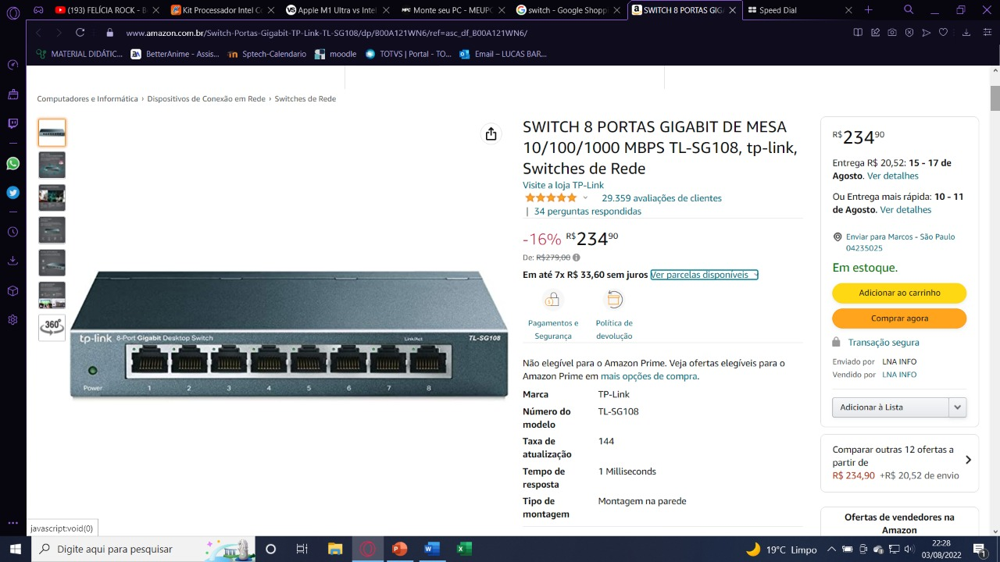 (193) FELÍCIA ROCK - B
Kit Processador Intel C
Apple M1 Ultra vs Intel
Monte seu PC - MEUPC
switch - Google Shopp
SWITCH 8 PORTAS GIGA
Speed Dial
www.amazon.com.br/Switch-Portas-Gigabit-TP-Link-TL-SG108/dp/B00A121WN6/ref=asc_df_B00A121WN6/
MATERIAL DIDÁTIC...
BetterAnime - Assis...
Sptech-Calendario
moodle
TOTVS | Portal - TO...
Email – LUCAS BAR...
Computadores e Informática › Dispositivos de Conexão em Rede › Switches de Rede
SWITCH 8 PORTAS GIGABIT DE MESA
10/100/1000 MBPS TL-SG108, tp-link,
Switches de Rede
Visite a loja TP-Link
29.359 avaliações de clientes
| 34 perguntas respondidas
-16% R$234,90
De: R$279,00
Em até 7x R$ 33,60 sem juros Ver parcelas disponíveis
Pagamentos e
Segurança
Política de
devolução
Não elegível para o Amazon Prime. Veja ofertas elegíveis para o
Amazon Prime em mais opções de compra.
Marca TP-Link
Número do
modelo
TL-SG108
Taxa de
atualização
144
Tempo de
resposta
1 Milliseconds
Tipo de
montagem
Montagem na parede
tp-link 8-Port Gigabit Desktop Switch
Link/Act
TL-SG108
Power 1 2 3 4 5 6 7 8
360°
R$234,90
Entrega R$ 20,52: 15 - 17 de
Agosto. Ver detalhes
Ou Entrega mais rápida: 10 - 11
de Agosto. Ver detalhes
Enviar para Marcos - São Paulo
04235025
Em estoque.
Adicionar ao carrinho
Comprar agora
Transação segura
Enviado por LNA INFO
Vendido por LNA INFO
Adicionar à Lista
Comparar outras 12 ofertas a
partir de
R$ 234,90 +R$ 20,52 de envio
Ofertas de vendedores na
Amazon
javascript:void(0)
Digite aqui para pesquisar
19°C Limpo
22:28
03/08/2022
1